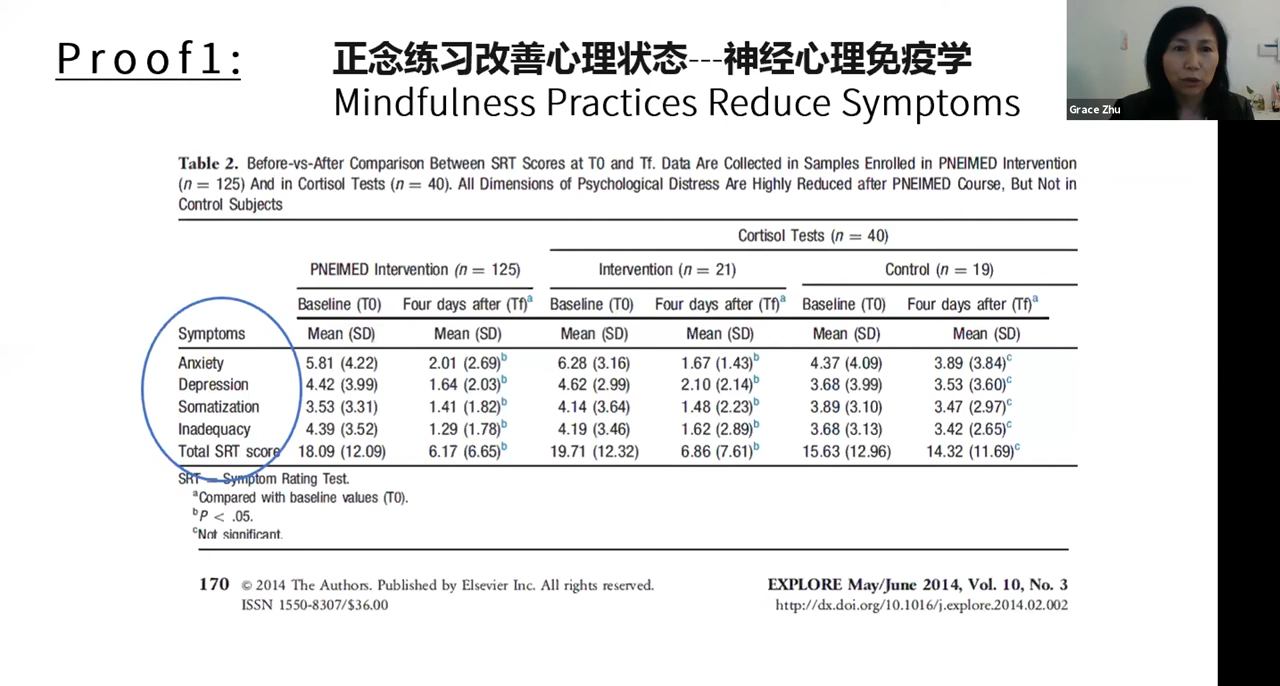 Proof1:
正念练习改善心理状态---神经心理免疫学
Mindfulness Practices Reduce Symptoms
Grace Zhu
Table 2. Before-vs-After Comparison Between SRT Scores at T0 and Tf. Data Are Collected in Samples Enrolled in PNEIMED Intervention
(n = 125) And in Cortisol Tests (n = 40). All Dimensions of Psychological Distress Are Highly Reduced after PNEIMED Course, But Not in
Control Subjects
Cortisol Tests (n = 40)
PNEIMED Intervention (n = 125) Intervention (n = 21) Control (n = 19)
Baseline (T0) Four days after (Tf)a Baseline (T0) Four days after (Tf)a Baseline (T0) Four days after (Tf)a
Symptoms Mean (SD) Mean (SD) Mean (SD) Mean (SD) Mean (SD) Mean (SD)
Anxiety 5.81 (4.22) 2.01 (2.69)b 6.28 (3.16) 1.67 (1.43)b 4.37 (4.09) 3.89 (3.84)c
Depression 4.42 (3.99) 1.64 (2.03)b 4.62 (2.99) 2.10 (2.14)b 3.68 (3.99) 3.53 (3.60)c
Somatization 3.53 (3.31) 1.41 (1.82)b 4.14 (3.64) 1.48 (2.23)b 3.89 (3.10) 3.47 (2.97)c
Inadequacy 4.39 (3.52) 1.29 (1.78)b 4.19 (3.46) 1.62 (2.89)b 3.68 (3.13) 3.42 (2.65)c
Total SRT score 18.09 (12.09) 6.17 (6.65)b 19.71 (12.32) 6.86 (7.61)b 15.63 (12.96) 14.32 (11.69)c
SRT = Symptom Rating Test.
aCompared with baseline values (T0).
bP < .05.
cNot significant.
170 © 2014 The Authors. Published by Elsevier Inc. All rights reserved.
ISSN 1550-8307/$36.00
EXPLORE May/June 2014, Vol. 10, No. 3
http://dx.doi.org/10.1016/j.explore.2014.02.002